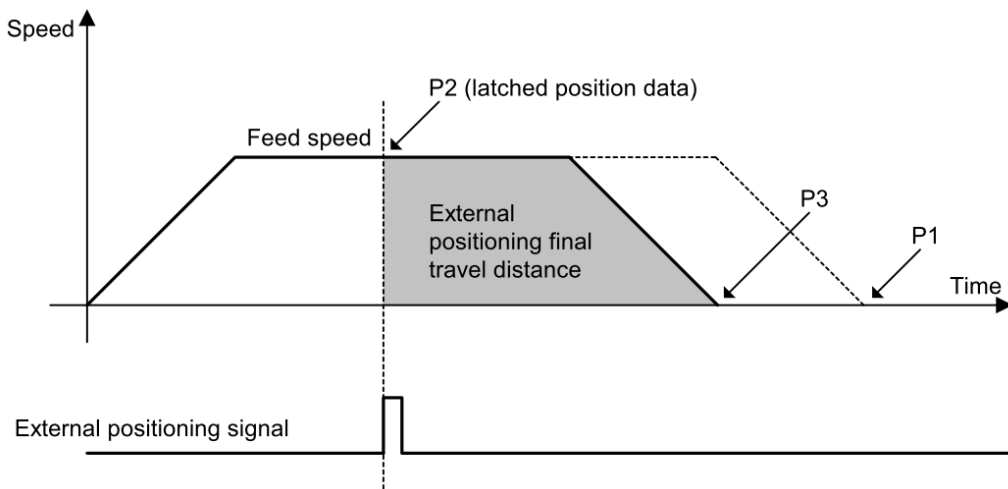 Speed
P2 (latched position data)
Feed speed
External
positioning final
travel distance
P3
P1
Time
External positioning signal